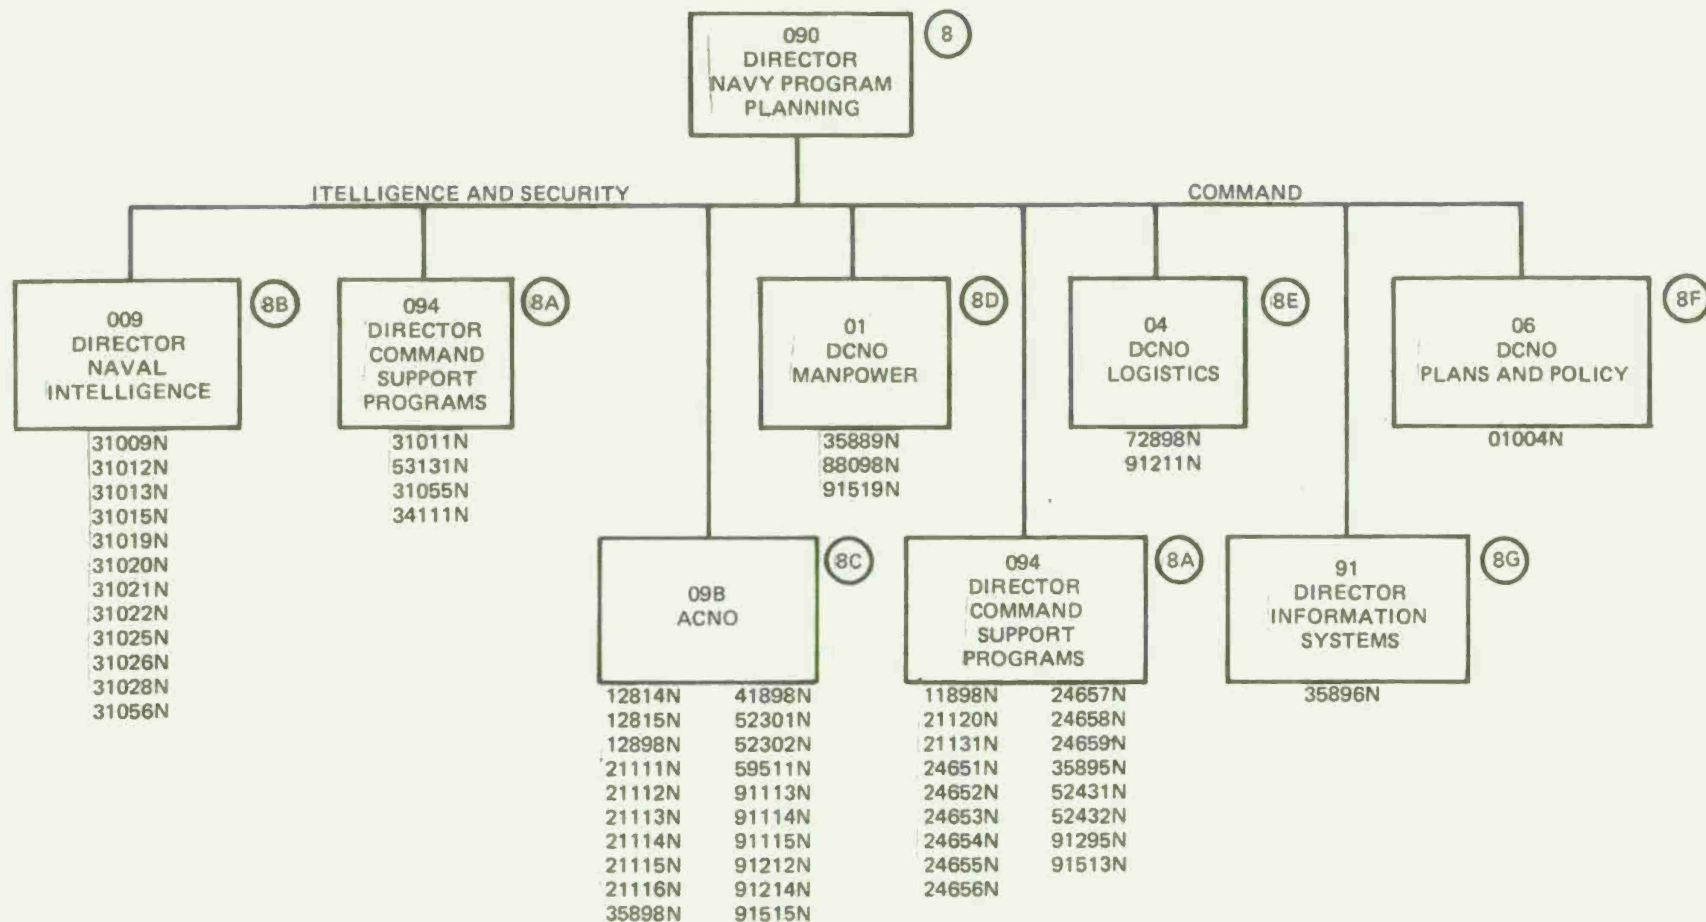 090
DIRECTOR
NAVY PROGRAM
PLANNING
8
ITELLIGENCE AND SECURITY
COMMAND
009
DIRECTOR
NAVAL
INTELLIGENCE
8B
31009N
31012N
31013N
31015N
31019N
31020N
31021N
31022N
31025N
31026N
31028N
31056N
094
DIRECTOR
COMMAND
SUPPORT
PROGRAMS
8A
31011N
53131N
31055N
34111N
01
DCNO
MANPOWER
8D
35889N
88098N
91519N
04
DCNO
LOGISTICS
8E
72898N
91211N
06
DCNO
PLANS AND POLICY
8F
01004N
09B
ACNO
8C
12814N 41898N
12815N 52301N
12898N 52302N
21111N 59511N
21112N 91113N
21113N 91114N
21114N 91115N
21115N 91212N
21116N 91214N
35898N 91515N
094
DIRECTOR
COMMAND
SUPPORT
PROGRAMS
8A
11898N 24657N
21120N 24658N
21131N 24659N
24651N 35895N
24652N 52431N
24653N 52432N
24654N 91295N
24655N 91513N
24656N
91
DIRECTOR
INFORMATION
SYSTEMS
8G
35896N